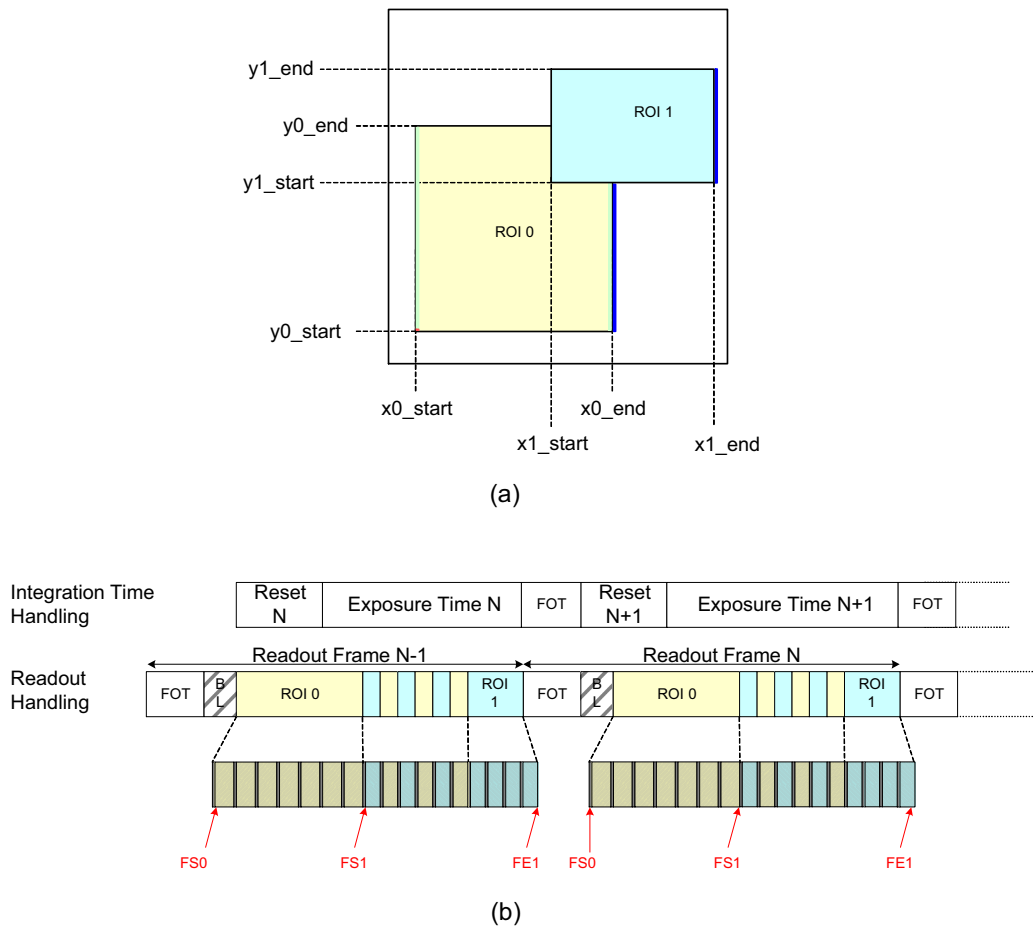 y1_end
ROI 1
y0_end
y1_start
ROI 0
y0_start
x0_start
x0_end
x1_start
x1_end
(a)
Integration Time
Handling
Reset
N
Exposure Time N
FOT
Reset
N+1
Exposure Time N+1
FOT
Readout Frame N-1
Readout Frame N
Readout
Handling
FOT
B
L
ROI 0
ROI
1
FOT
B
L
ROI 0
ROI
1
FOT
FS0
FS1
FE1
FS0
FS1
FE1
(b)